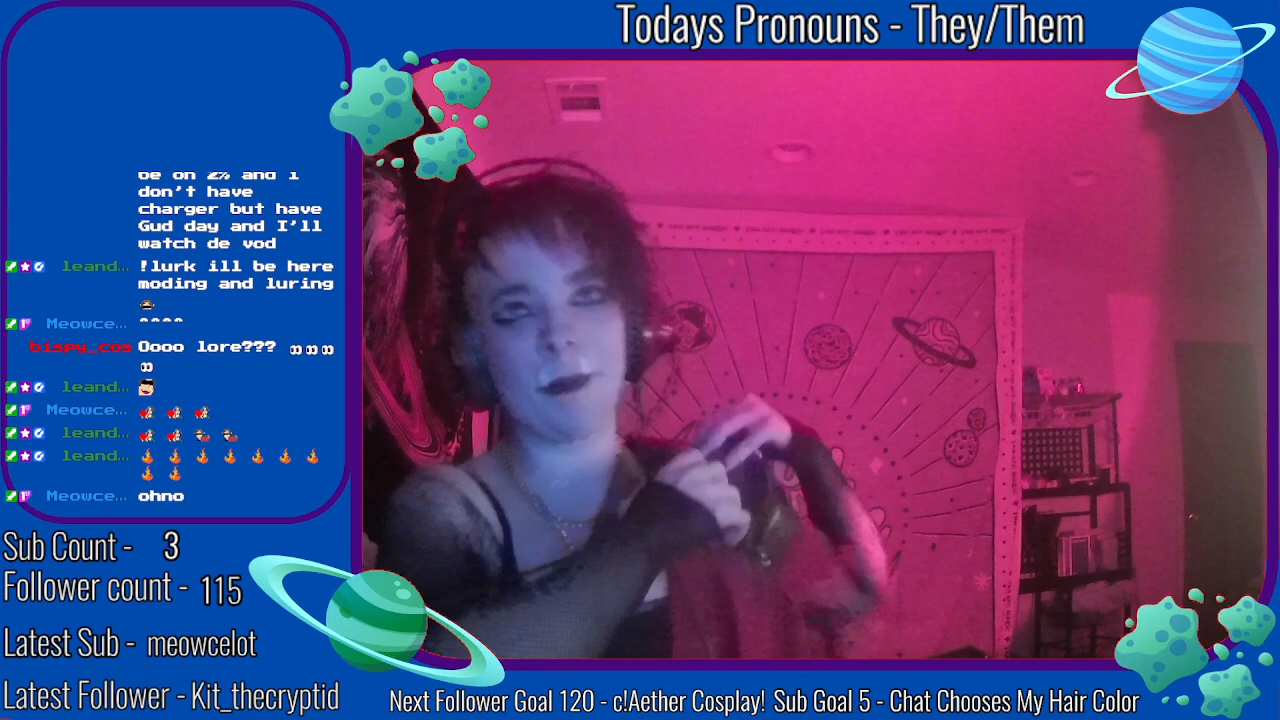 Todays Pronouns - They/Them
be on 2% and i
don't have
charger but have
Gud day and I'll
watch de vod
leand... !lurk ill be here
moding and luring
Meowce...
bispy_cos Oooo lore???
leand...
Meowce...
leand...
leand...
Meowce... ohno
Sub Count - 3
Follower count - 115
Latest Sub - meowcelot
Latest Follower - Kit_thecryptid
Next Follower Goal 120 - c!Aether Cosplay! Sub Goal 5 - Chat Chooses My Hair Color